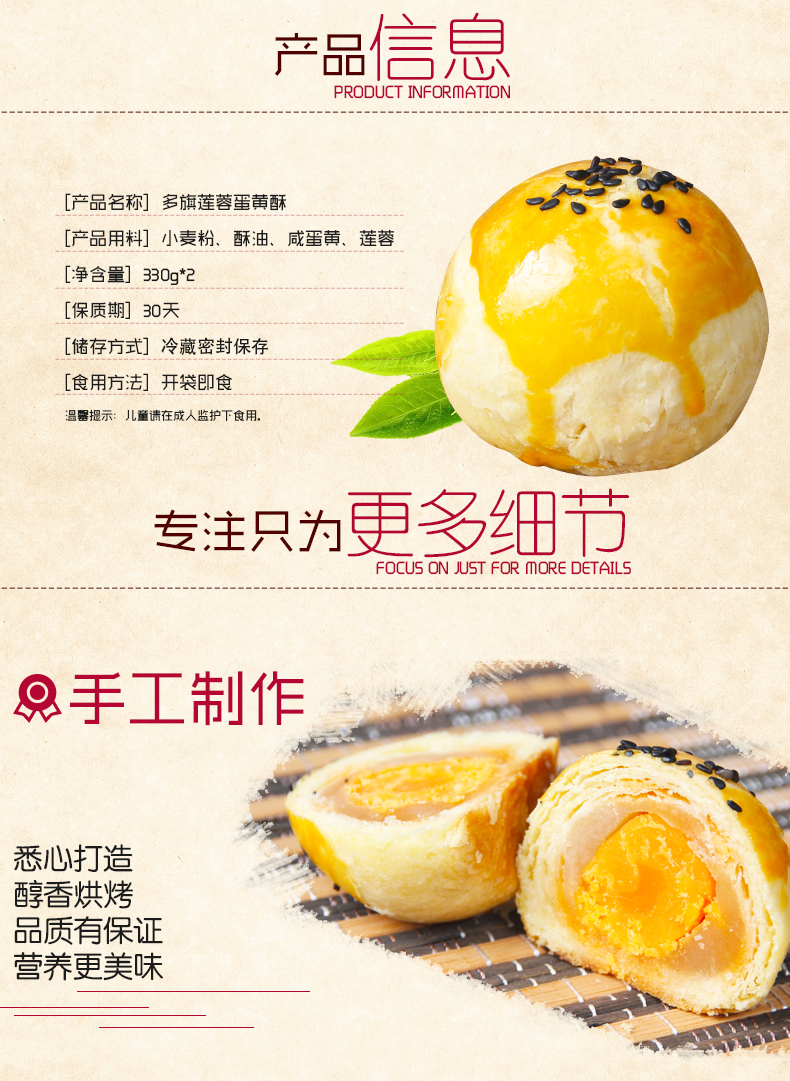 产品信息
PRODUCT INFORMATION
[产品名称] 多旗莲蓉蛋黄酥
[产品用料] 小麦粉、酥油、咸蛋黄、莲蓉
[净含量] 330g*2
[保质期] 30天
[储存方式] 冷藏密封保存
[食用方法] 开袋即食
温馨提示：儿童请在成人监护下食用。
专注只为更多细节
FOCUS ON JUST FOR MORE DETAILS
手工制作
悉心打造
醇香烘烤
品质有保证
营养更美味